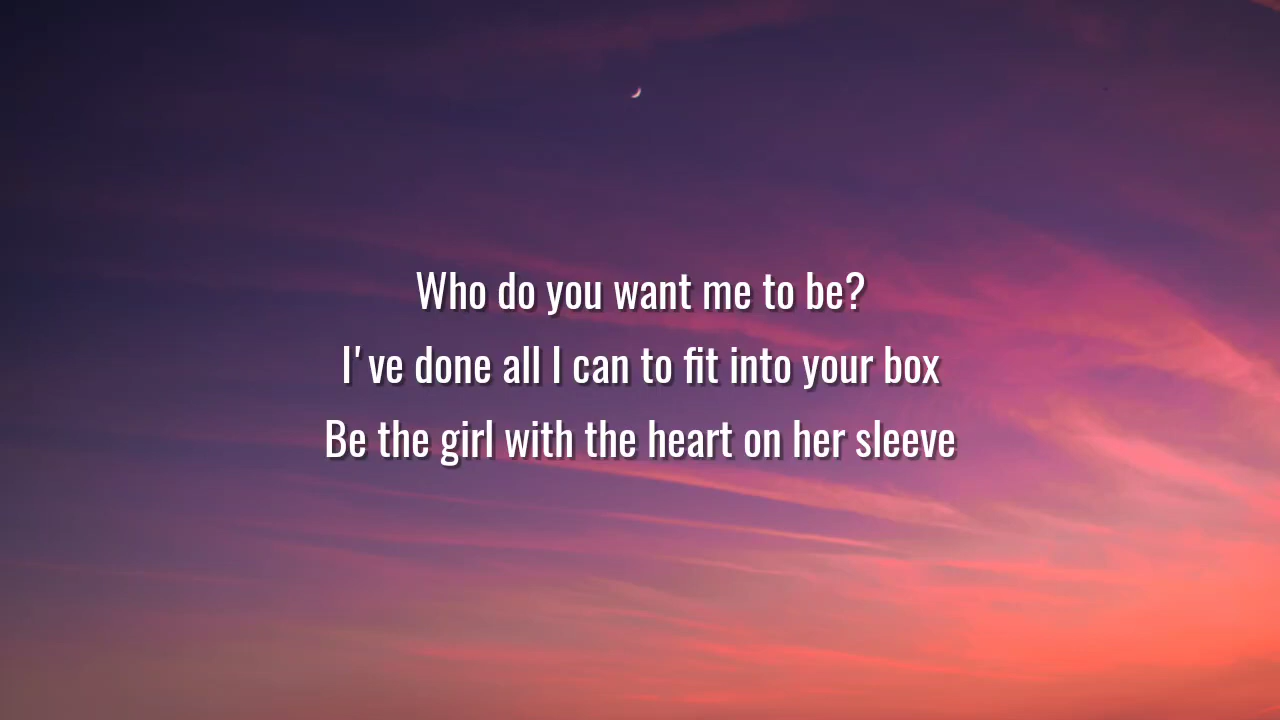 Who do you want me to be?
I've done all I can to fit into your box
Be the girl with the heart on her sleeve